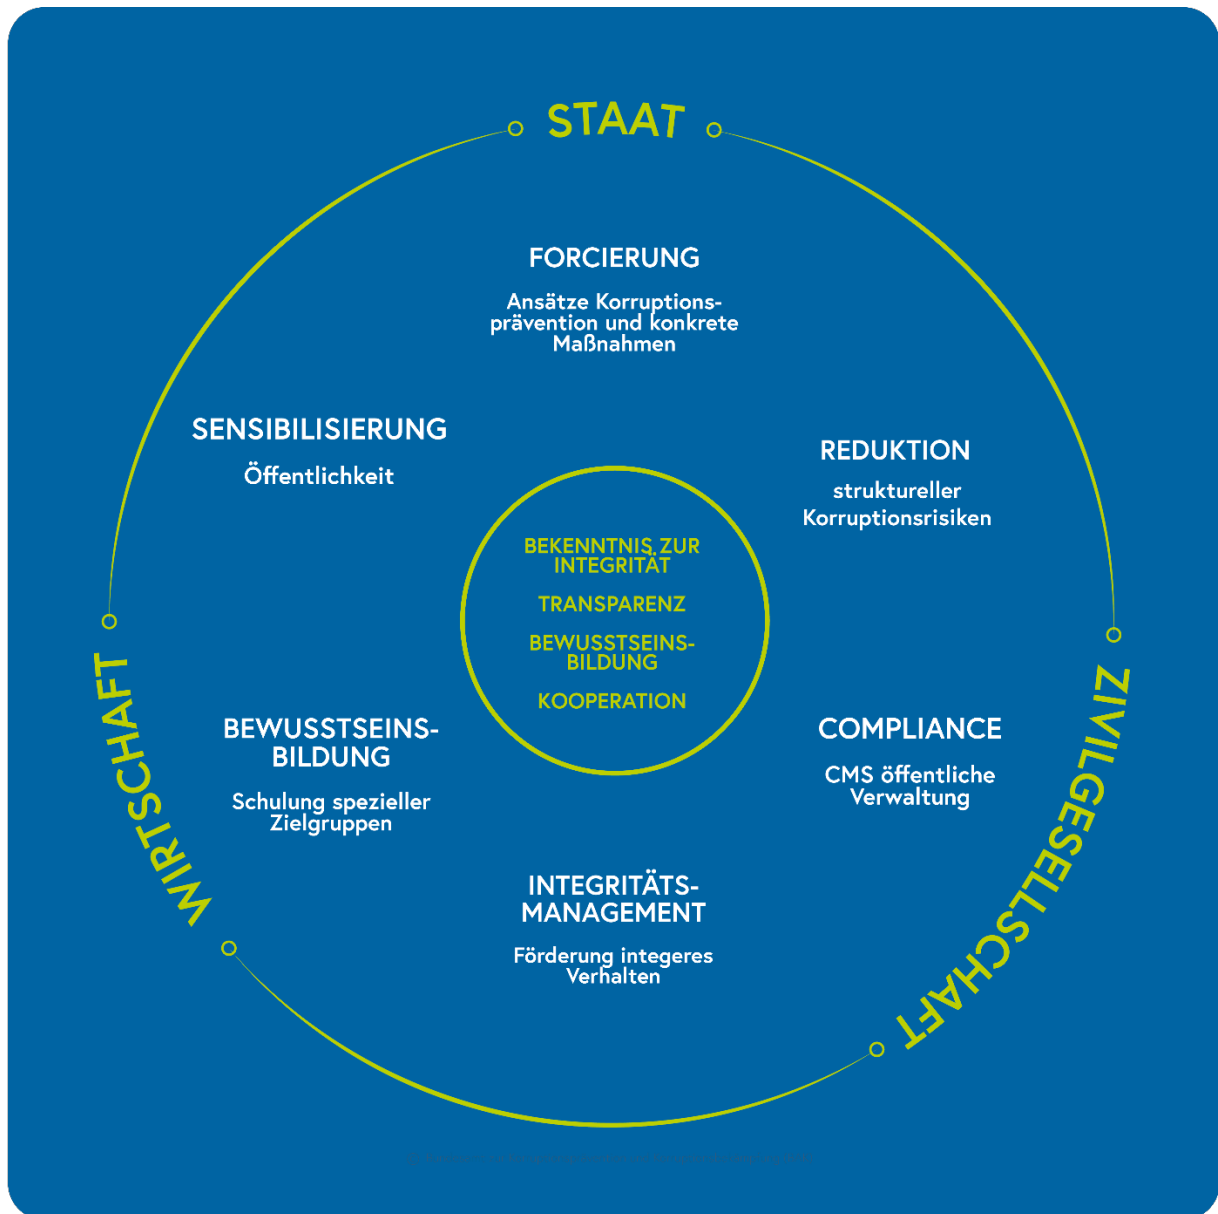 STAAT
FORCIERUNG
Ansätze Korruptions-
prävention und konkrete
Maßnahmen
SENSIBILISIERUNG
Öffentlichkeit
REDUKTION
struktureller
Korruptionsrisiken
BEKENNTNIS ZUR
INTEGRITÄT
TRANSPARENZ
BEWUSSTSEINS-
BILDUNG
KOOPERATION
WIRTSCHAFT
ZIVILGESELLSCHAFT
BEWUSSTSEINS-
BILDUNG
Schulung spezieller
Zielgruppen
COMPLIANCE
CMS öffentliche
Verwaltung
INTEGRITÄTS-
MANAGEMENT
Förderung integeres
Verhalten